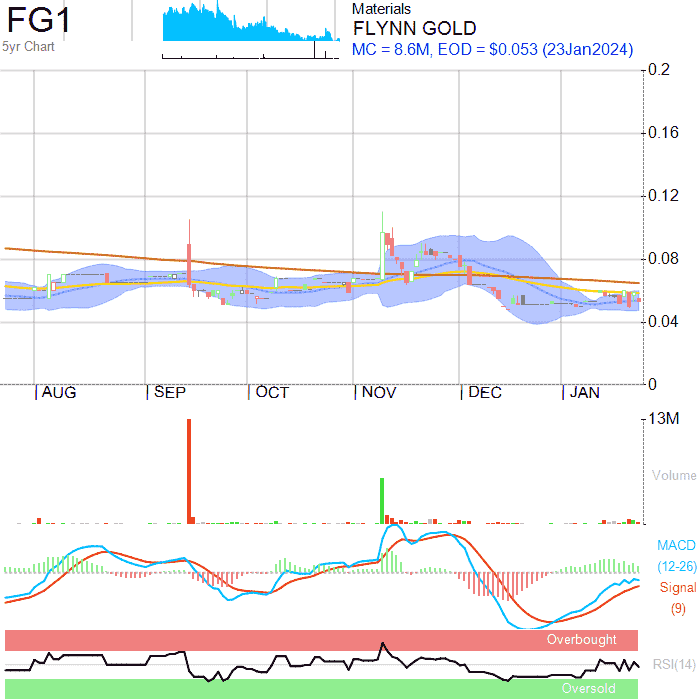 FG1
5yr Chart
Materials
FLYNN GOLD
MC = 8.6M, EOD = $0.053 (23Jan2024)
0.2
0.16
0.12
0.08
0.04
0
AUG
SEP
OCT
NOV
DEC
JAN
13M
Volume
MACD
(12-26)
Signal
(9)
Overbought
RSI(14)
Oversold